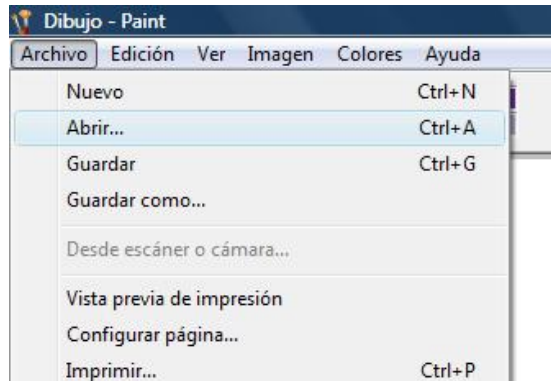 Dibujo - Paint
Archivo Edición Ver Imagen Colores Ayuda
Nuevo Ctrl+N
Abrir... Ctrl+A
Guardar Ctrl+G
Guardar como...
Desde escáner o cámara...
Vista previa de impresión
Configurar página...
Imprimir... Ctrl+P